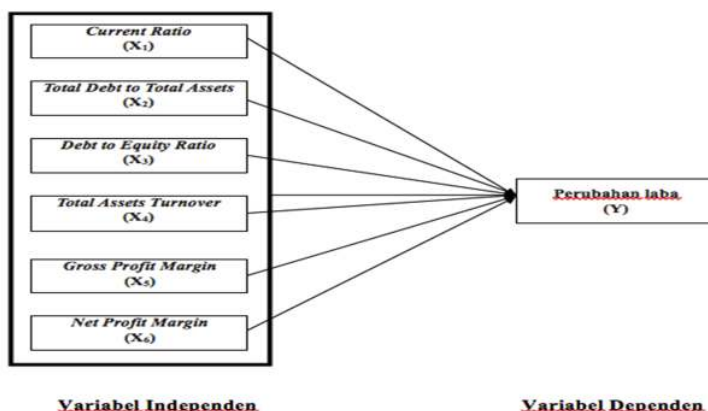 Current Ratio
(X₁)
Total Debt to Total Assets
(X₂)
Debt to Equity Ratio
(X₃)
Total Assets Turnover
(X₄)
Gross Profit Margin
(X₅)
Net Profit Margin
(X₆)
Perubahan laba
(Y)
Variabel Independen
Variabel Dependen